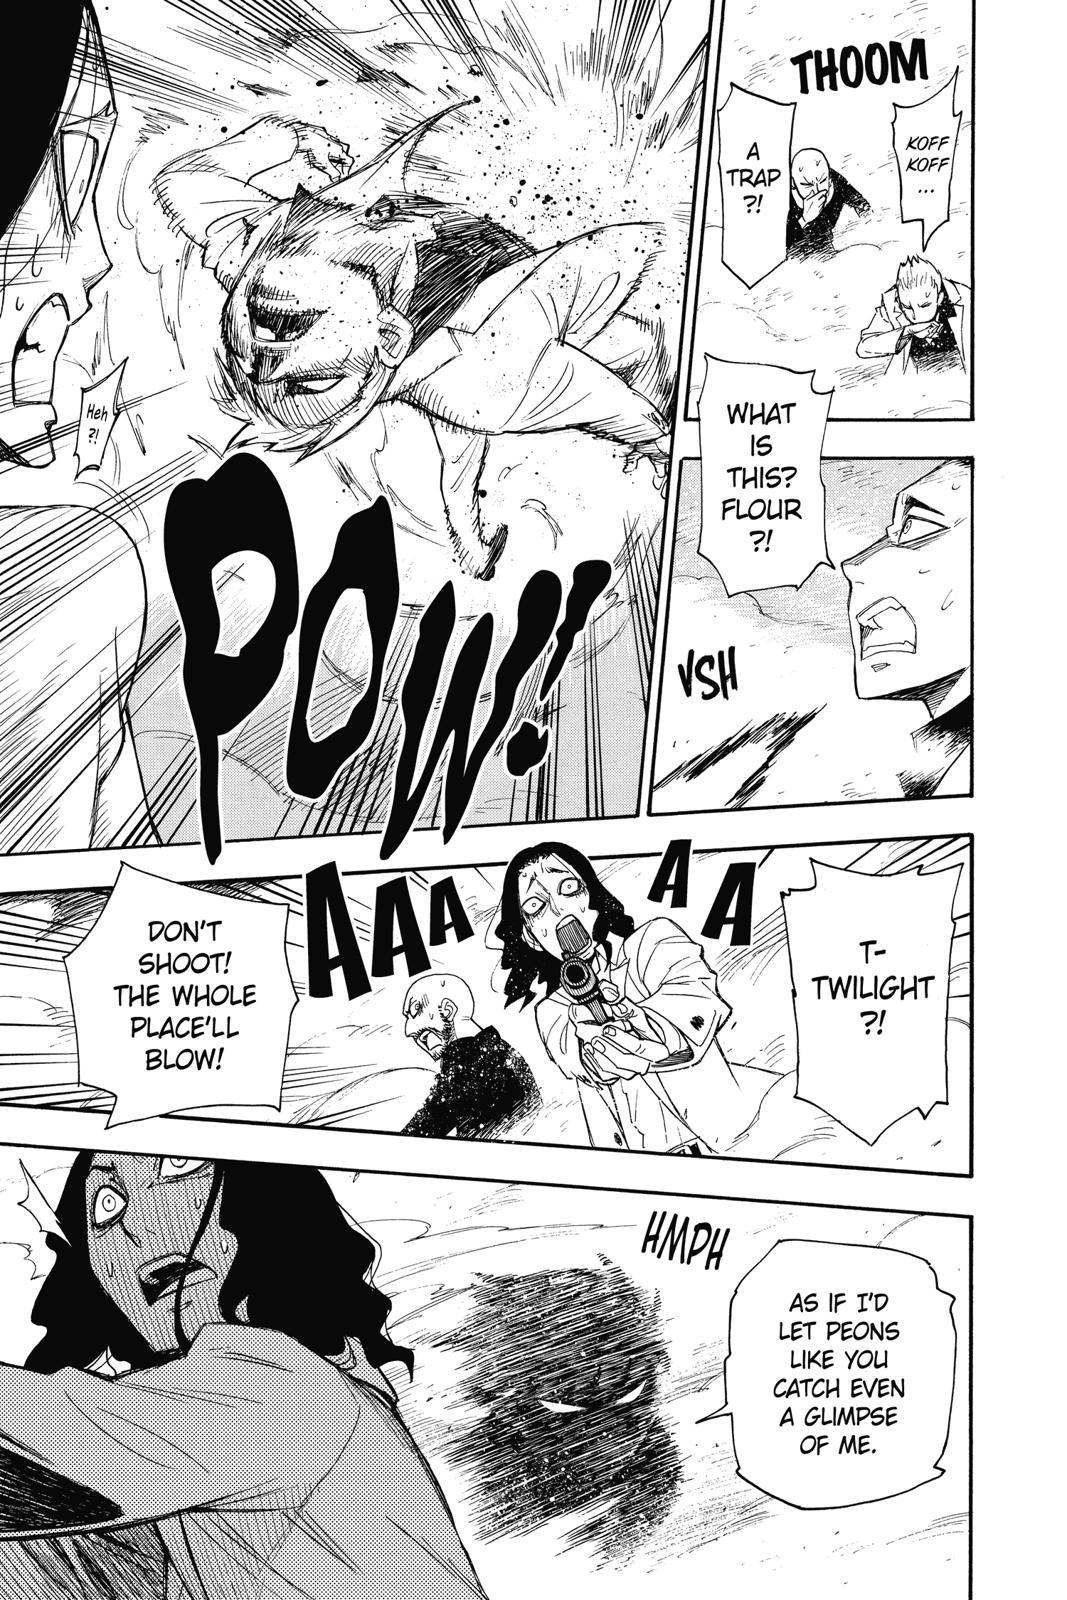 THOOM
KOFF
KOFF
...
A
TRAP
?!
WHAT
IS
THIS?
FLOUR
?!
VSH
Heh
?!
POW!!
T-
TWILIGHT
?!
AAA
A A
DON'T
SHOOT!
THE WHOLE
PLACE'LL
BLOW!
HMPH
AS IF I'D
LET PEONS
LIKE YOU
CATCH EVEN
A GLIMPSE
OF ME.